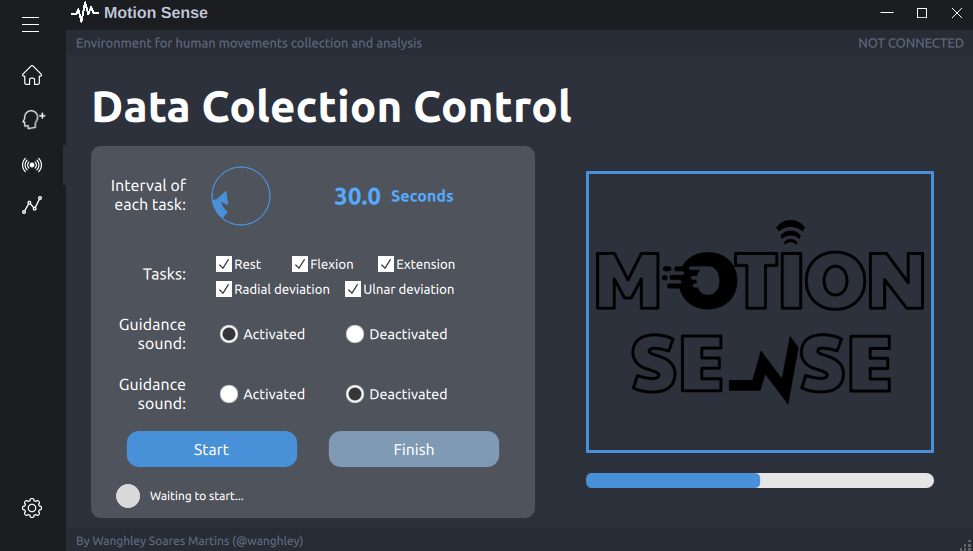 Motion Sense
Environment for human movements collection and analysis
NOT CONNECTED
Data Colection Control
Interval of
each task:
30.0 Seconds
Tasks:
Rest
Flexion
Extension
Radial deviation
Ulnar deviation
Guidance
sound:
Activated
Deactivated
Guidance
sound:
Activated
Deactivated
Start
Finish
Waiting to start...
MOTION
SENSE
By Wanghley Soares Martins (@wanghley)